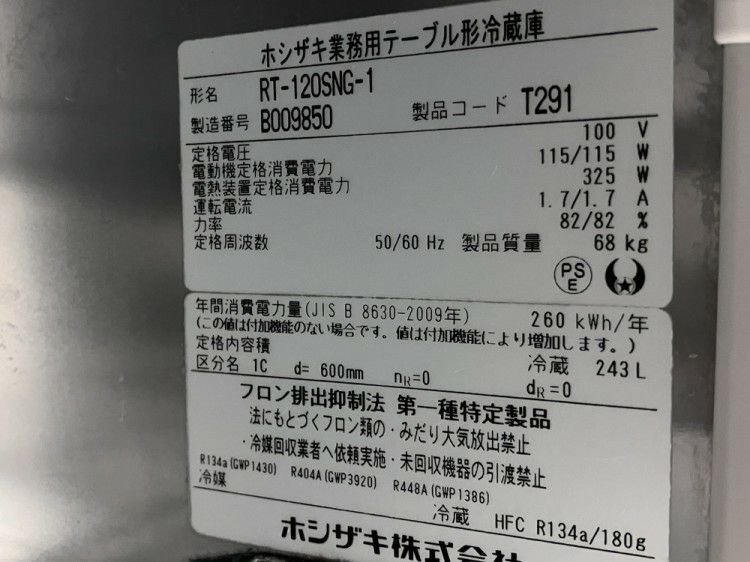 ホシザキ業務用テーブル形冷蔵庫
形名 RT-120SNG-1
製造番号 B009850 製品コード T291
定格電圧 100 V
電動機定格消費電力 115/115 W
電熱装置定格消費電力 325 W
運転電流 1.7/1.7 A
力率 82/82 %
定格周波数 50/60 Hz 製品質量 68 kg
PS E
年間消費電力量(JIS B 8630-2009年) 260 kWh/年
(この値は付加機能のない場合です。値は付加機能により増加します。)
定格内容積 冷蔵 243 L
区分名 1C d= 600mm nR=0 dR=0
フロン排出抑制法 第一種特定製品
法にもとづくフロン類の・みだり大気放出禁止
・冷媒回収業者へ依頼実施・未回収機器の引渡禁止
R134a(GWP1430) R404A(GWP3920) R448A(GWP1386)
冷媒 冷蔵 HFC R134a/180g
ホシザキ株式会社